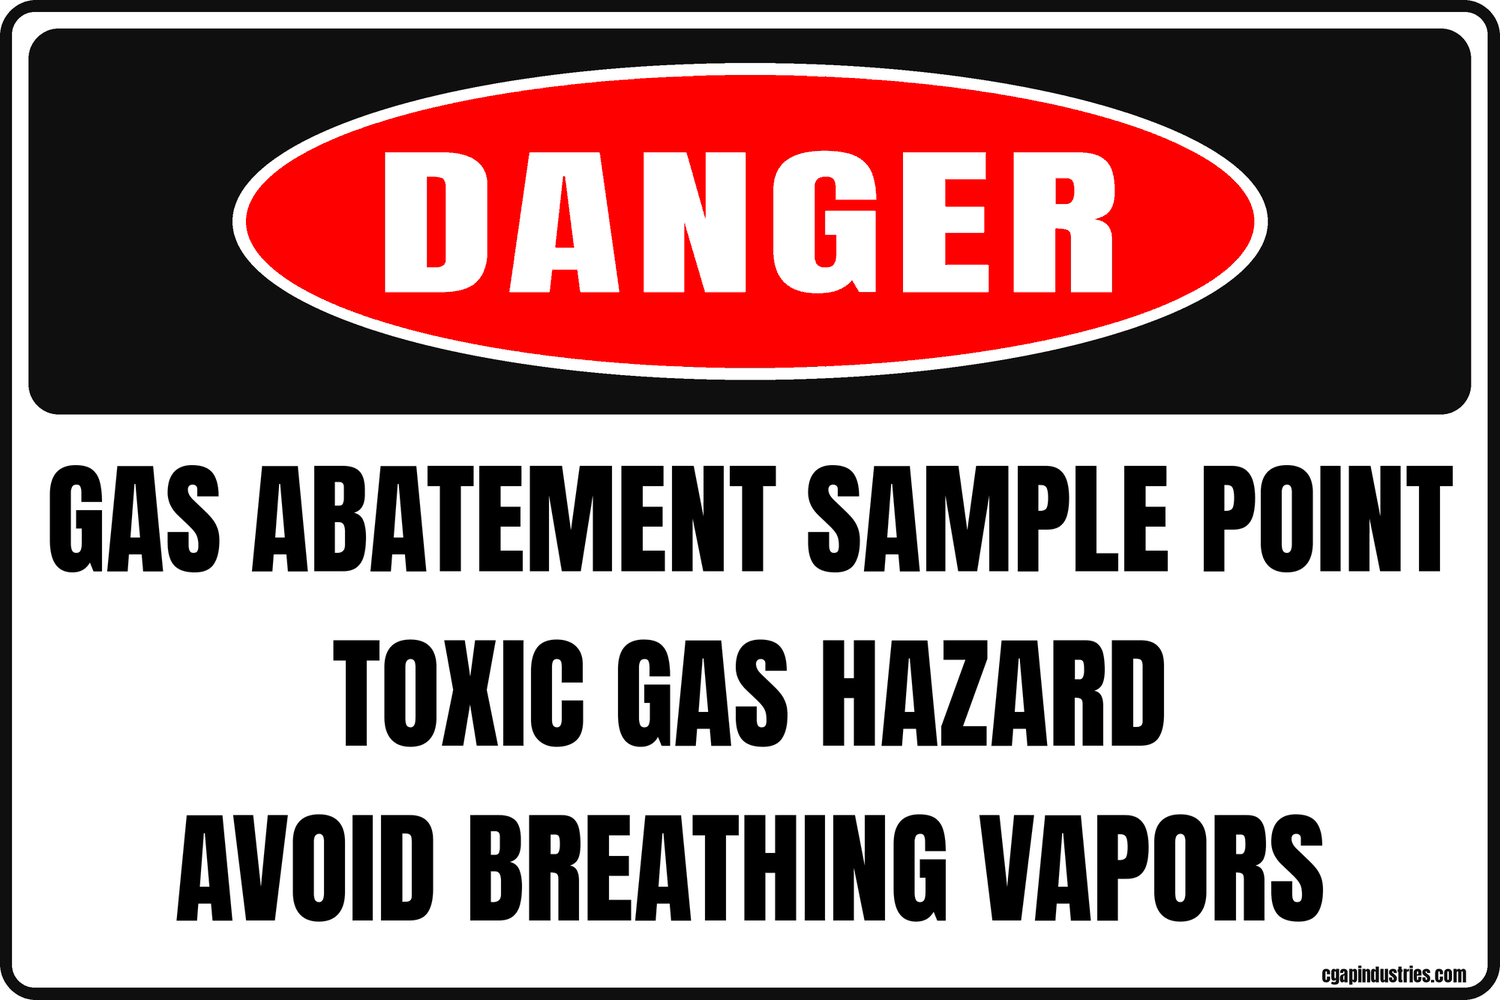 DANGER
GAS ABATEMENT SAMPLE POINT
TOXIC GAS HAZARD
AVOID BREATHING VAPORS
cgapindustries.com